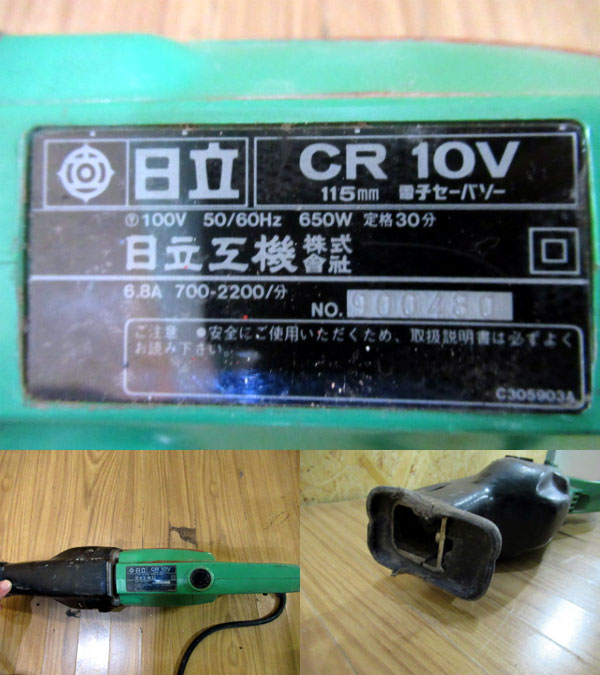 日立
CR 10V
115mm 電子セーバソー
100V 50/60Hz 650W 定格30分
日立工機株式會社
6.8A 700-2200/分
NO. 900480
ご注意 ●安全にご使用いただくため、取扱説明書は必ずよく
お読み下さい。
C305903A
日立 CR 10V